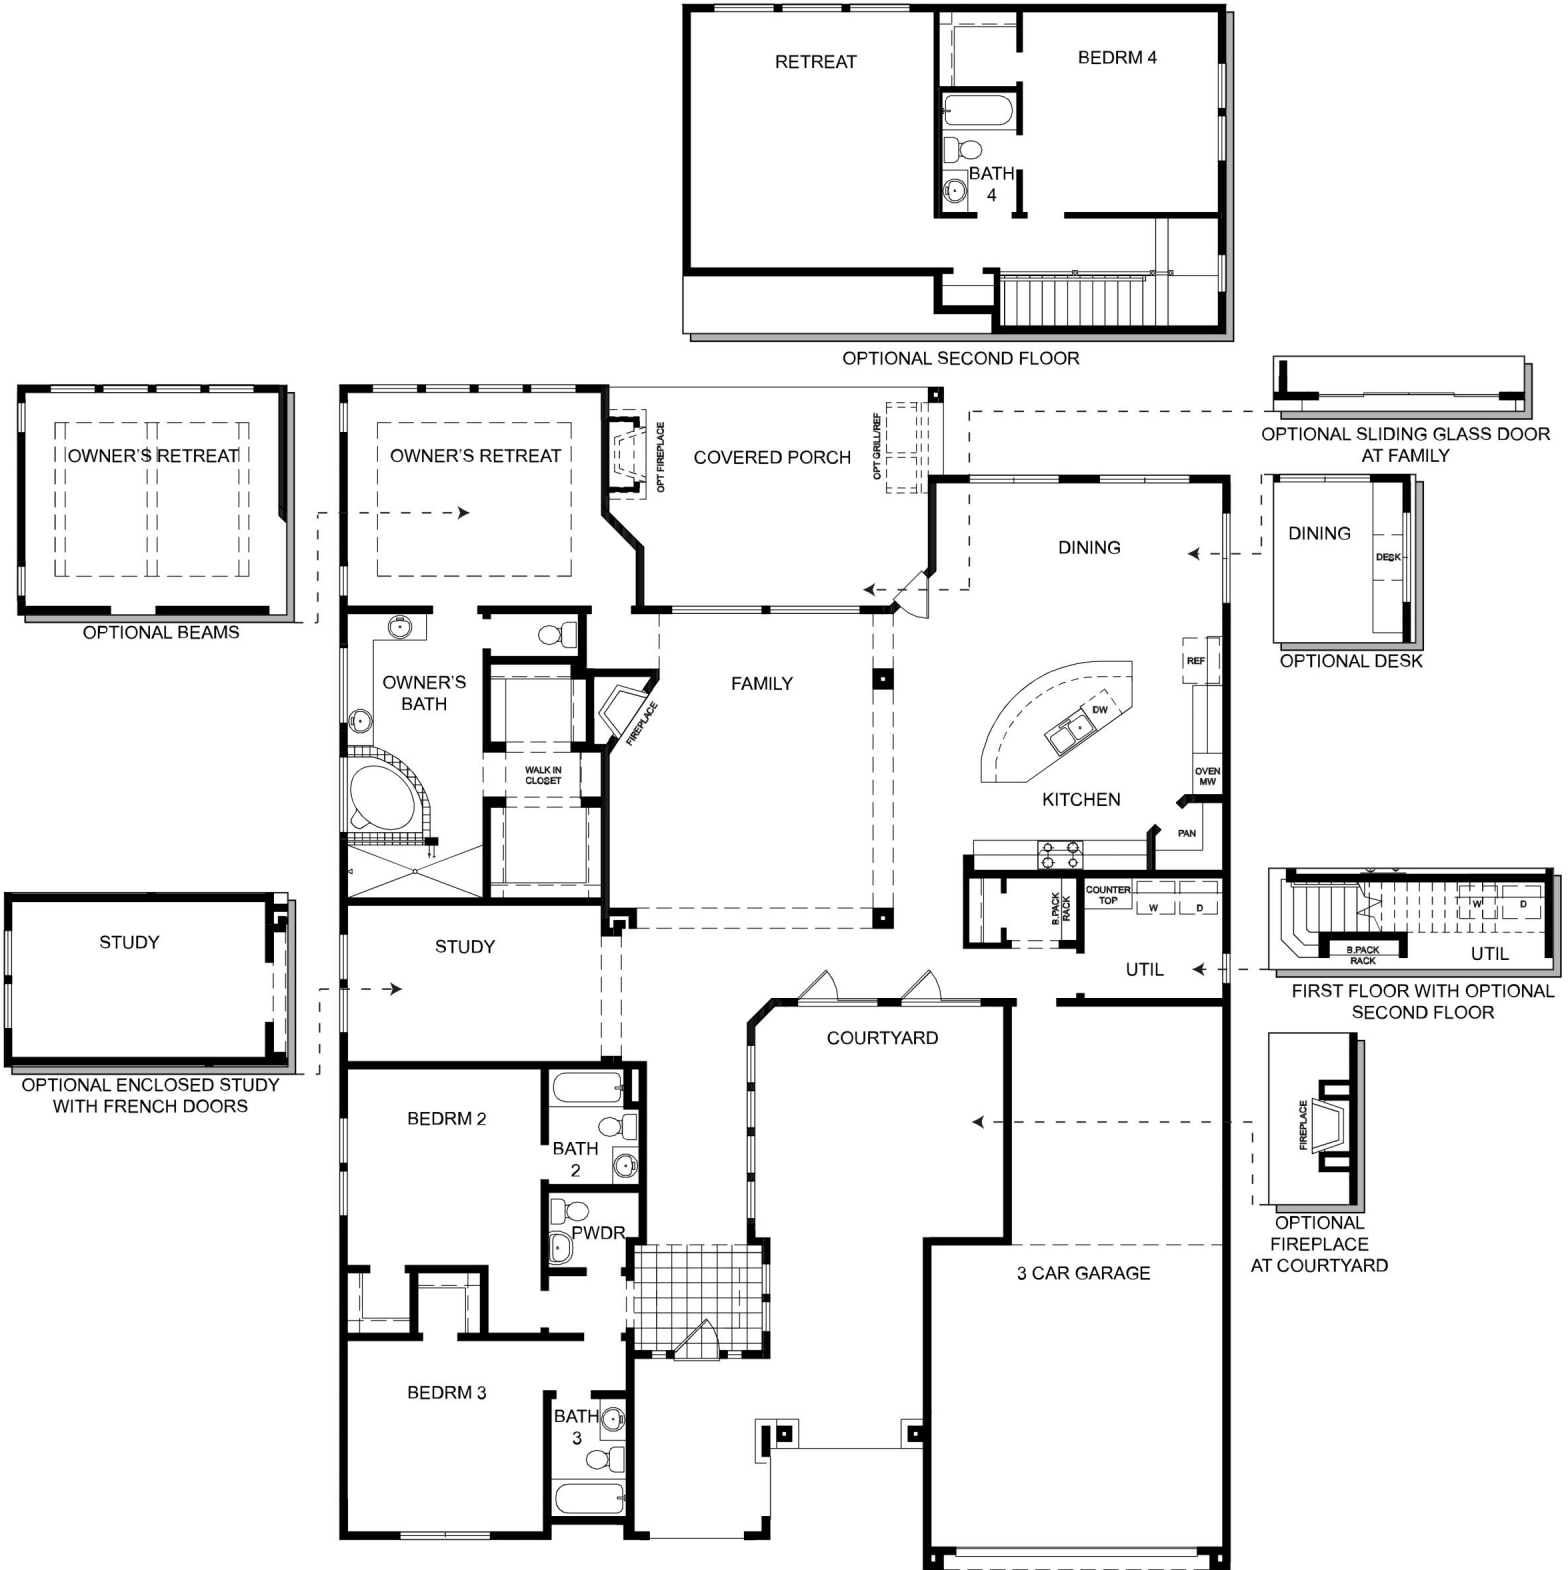 RETREAT
BEDRM 4
BATH
4
OPTIONAL SECOND FLOOR
OPTIONAL SLIDING GLASS DOOR
AT FAMILY
OWNER'S RETREAT
OPTIONAL BEAMS
OWNER'S RETREAT
OPT FIREPLACE
COVERED PORCH
OPT GRILL/REF
DINING
DINING
DESK
OPTIONAL DESK
OWNER'S
BATH
FIREPLACE
FAMILY
REF
DW
WALK IN
CLOSET
OVEN
MW
KITCHEN
PAN
STUDY
OPTIONAL ENCLOSED STUDY
WITH FRENCH DOORS
STUDY
B.PACK
RACK
COUNTER
TOP
W
D
UTIL
W
D
B.PACK
RACK
UTIL
FIRST FLOOR WITH OPTIONAL
SECOND FLOOR
COURTYARD
FIREPLACE
OPTIONAL
FIREPLACE
AT COURTYARD
BEDRM 2
BATH
2
PWDR
3 CAR GARAGE
BEDRM 3
BATH
3